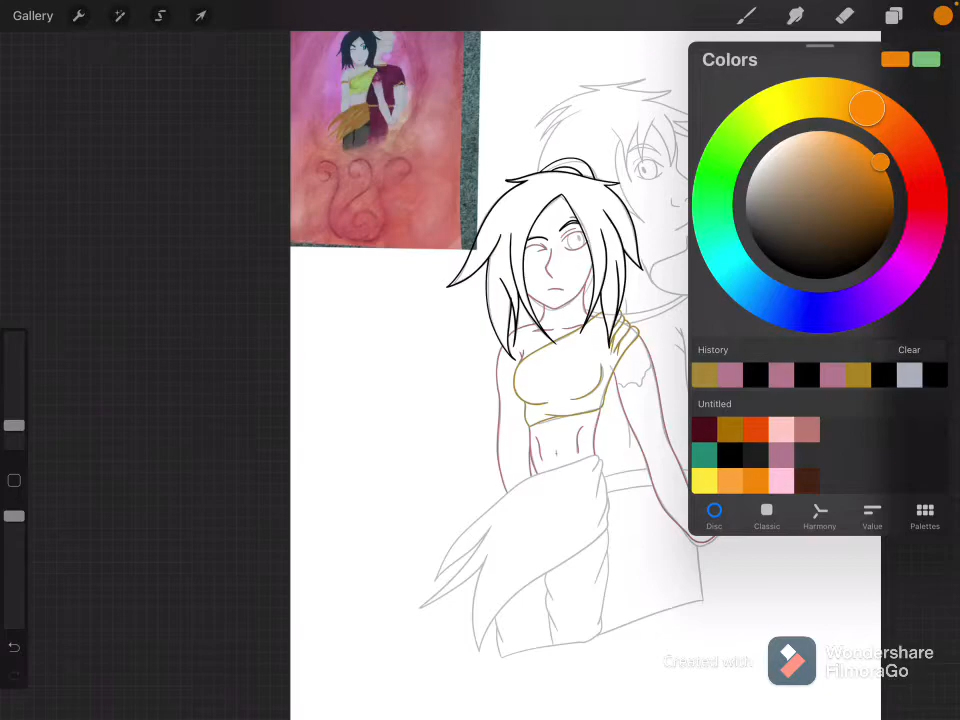 Gallery
Colors
History Clear
Untitled
Disc Classic Harmony Value Palettes
Created with Wondershare
FilmoraGo